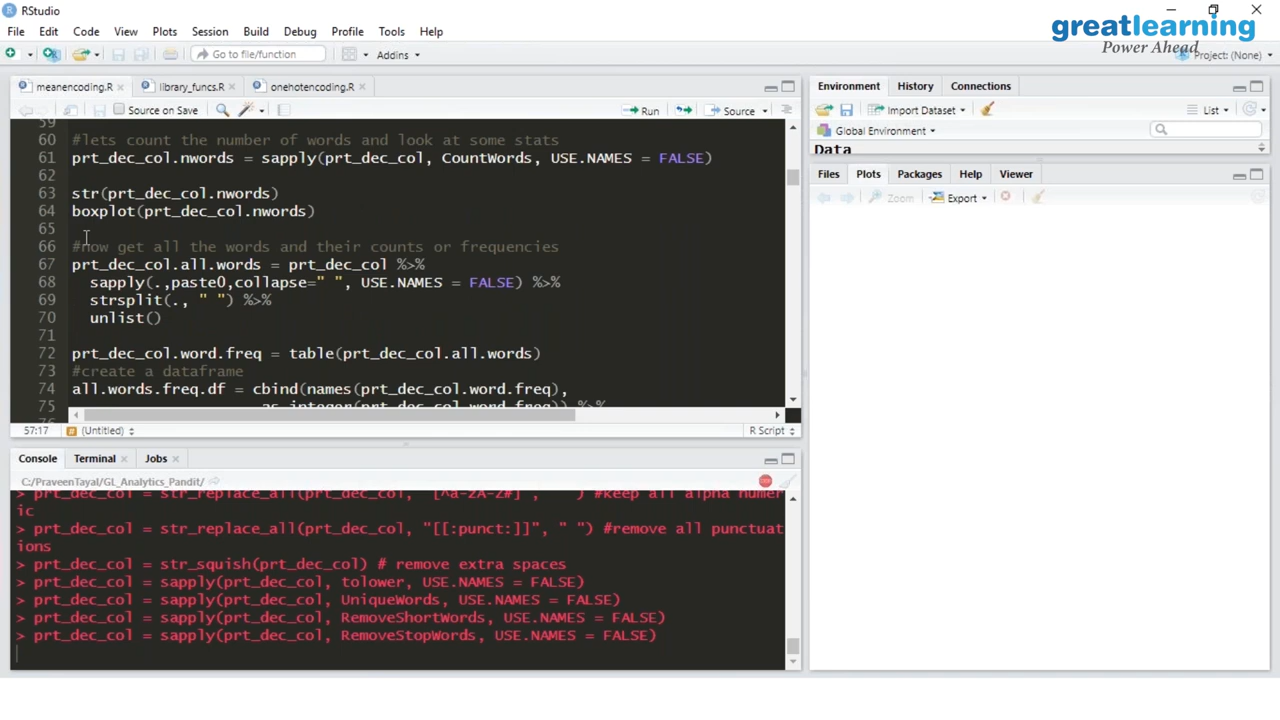 RStudio
greatlearning
Power Ahead
File Edit Code View Plots Session Build Debug Profile Tools Help
Go to file/function Addins Project: (None)
meanencoding.R library_funcs.R onehotencoding.R
Source on Save Run Source
59
60 #lets count the number of words and look at some stats
61 prt_dec_col.nwords = sapply(prt_dec_col, CountWords, USE.NAMES = FALSE)
62
63 str(prt_dec_col.nwords)
64 boxplot(prt_dec_col.nwords)
65
66 #now get all the words and their counts or frequencies
67 prt_dec_col.all.words = prt_dec_col %>%
68 sapply(.,paste0,collapse=" ", USE.NAMES = FALSE) %>%
69 strsplit(., " ") %>%
70 unlist()
71
72 prt_dec_col.word.freq = table(prt_dec_col.all.words)
73 #create a dataframe
74 all.words.freq.df = cbind(names(prt_dec_col.word.freq),
75 as.integer(prt_dec_col.word.freq)) %>%
57:17 (Untitled) R Script
Console Terminal Jobs
C:/PraveenTayal/GL_Analytics_Pandit/
> prt_dec_col = str_replace_all(prt_dec_col, "[^a-zA-Z#]", " ") #keep all alpha numer
ic
> prt_dec_col = str_replace_all(prt_dec_col, "[[:punct:]]", " ") #remove all punctuat
ions
> prt_dec_col = str_squish(prt_dec_col) # remove extra spaces
> prt_dec_col = sapply(prt_dec_col, tolower, USE.NAMES = FALSE)
> prt_dec_col = sapply(prt_dec_col, UniqueWords, USE.NAMES = FALSE)
> prt_dec_col = sapply(prt_dec_col, RemoveShortWords, USE.NAMES = FALSE)
> prt_dec_col = sapply(prt_dec_col, RemoveStopWords, USE.NAMES = FALSE)
Environment History Connections
Import Dataset List
Global Environment
Data
Files Plots Packages Help Viewer
Zoom Export